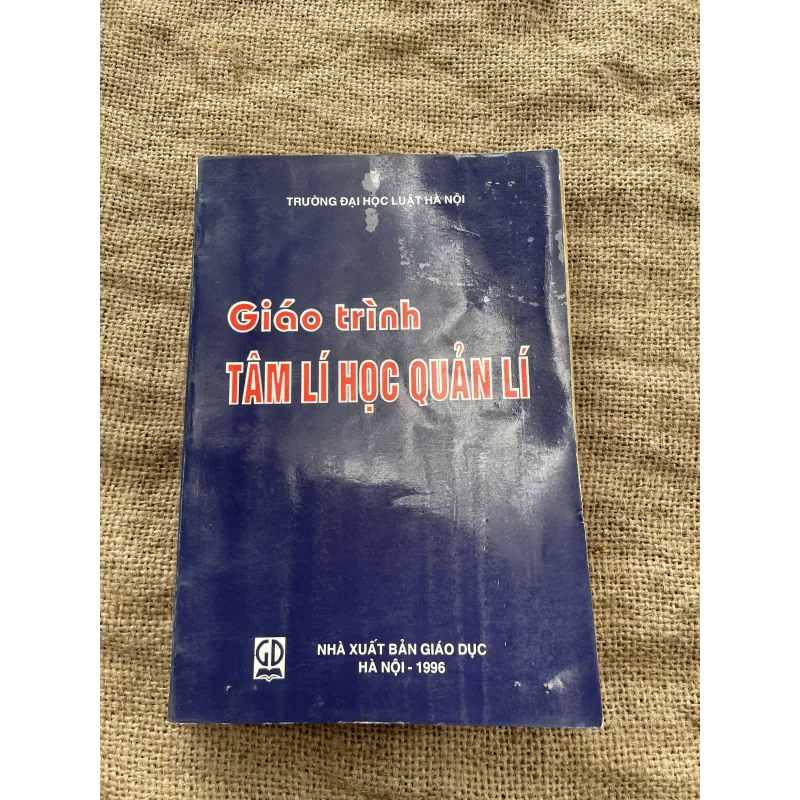 TRƯỜNG ĐẠI HỌC LUẬT HÀ NỘI
Giáo trình
TÂM LÍ HỌC QUẢN LÍ
GD
NHÀ XUẤT BẢN GIÁO DỤC
HÀ NỘI - 1996